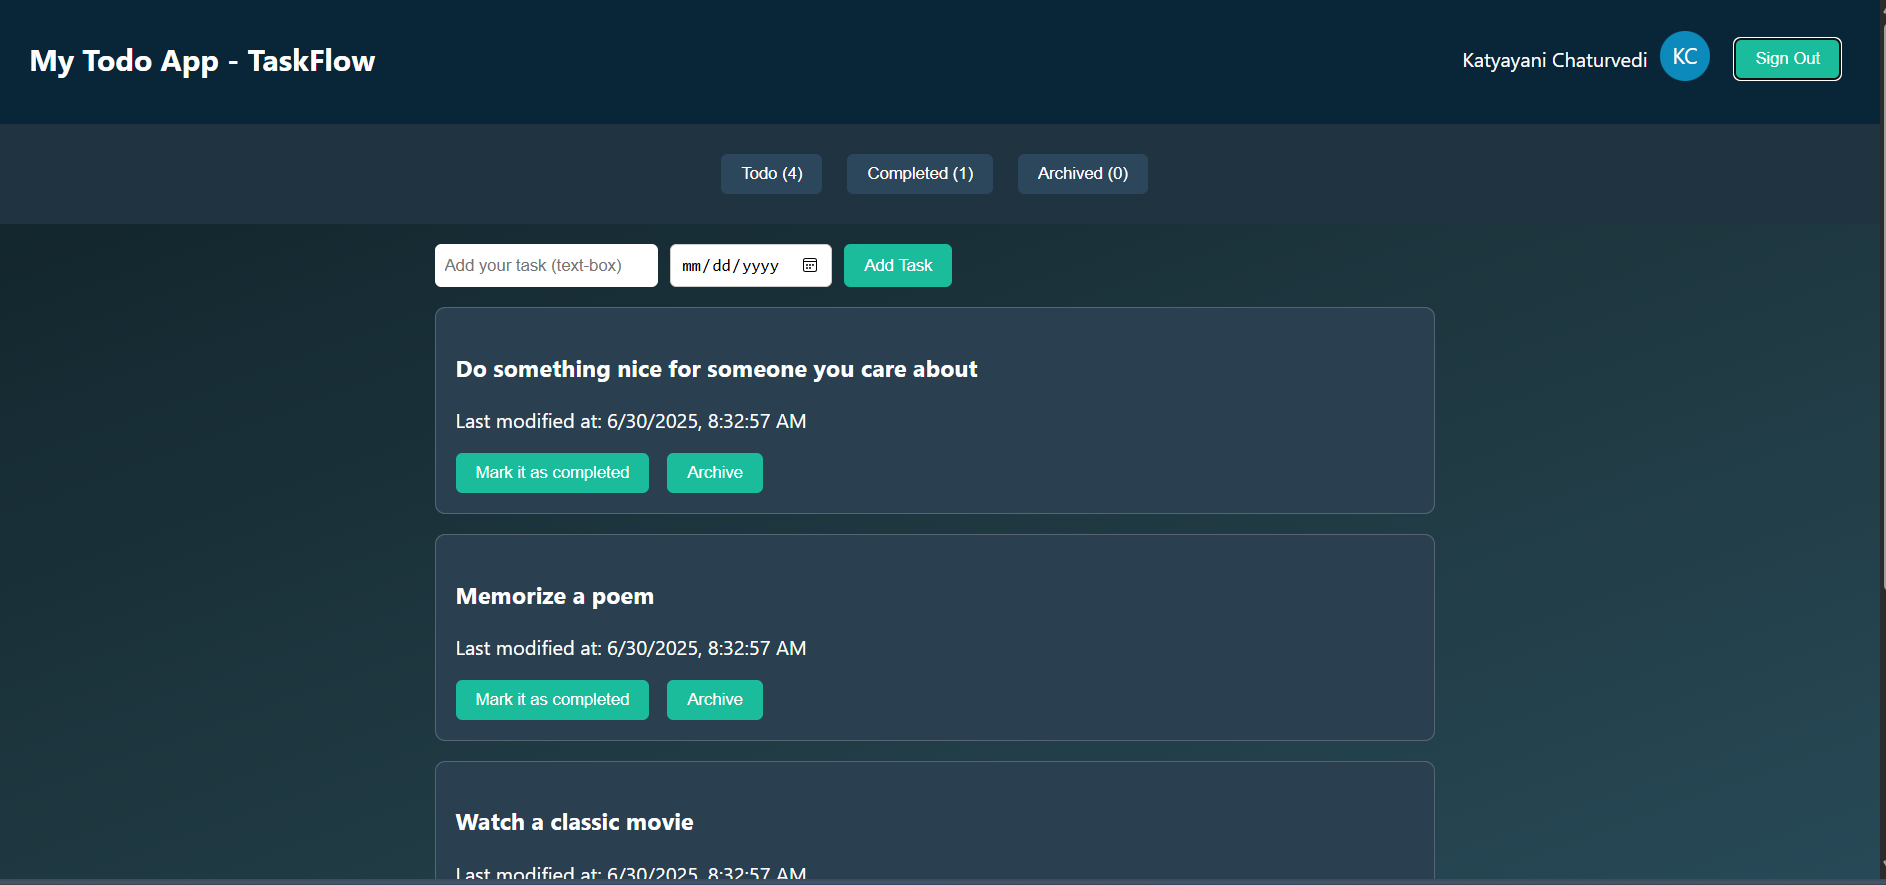 My Todo App - TaskFlow
Katyayani Chaturvedi KC Sign Out
Todo (4) Completed (1) Archived (0)
Add your task (text-box) mm/dd/yyyy Add Task
Do something nice for someone you care about
Last modified at: 6/30/2025, 8:32:57 AM
Mark it as completed Archive
Memorize a poem
Last modified at: 6/30/2025, 8:32:57 AM
Mark it as completed Archive
Watch a classic movie
Last modified at: 6/30/2025, 8:32:57 AM